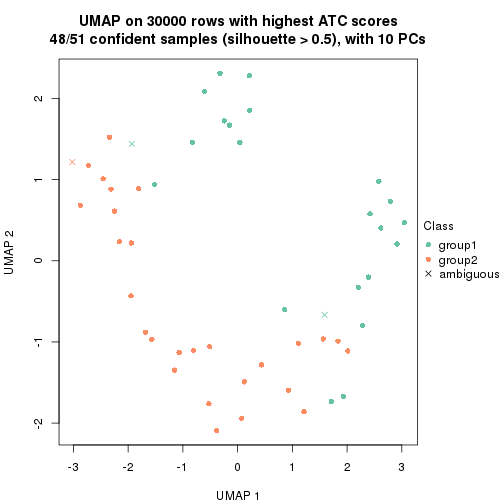 UMAP on 30000 rows with highest ATC scores
48/51 confident samples (silhouette > 0.5), with 10 PCs
2
1
0
-1
-2
UMAP 2
-3
-2
-1
0
1
2
3
UMAP 1
Class
group1
group2
ambiguous